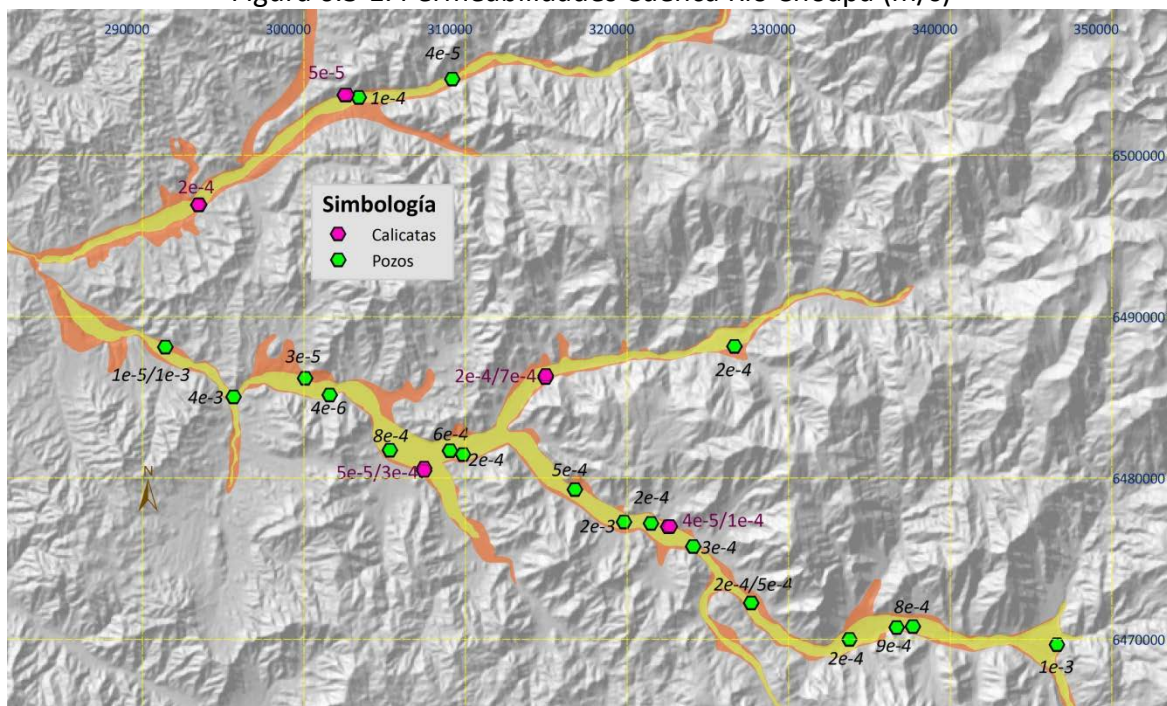 Figura 6.3-1: Permeabilidades Cuenca Río Choapa (m/s)
290000 300000 310000 320000 330000 340000 350000
4e-5
5e-5
1e-4
6500000
2e-4
Simbología
Calicatas
Pozos
6490000
3e-5
2e-4/7e-4
2e-4
1e-5/1e-3
4e-3
4e-6
8e-4
6e-4
2e-4
N
5e-5/3e-4
5e-4
6480000
2e-4
2e-3
4e-5/1e-4
3e-4
2e-4/5e-4
8e-4
6470000
2e-4
9e-4
1e-3